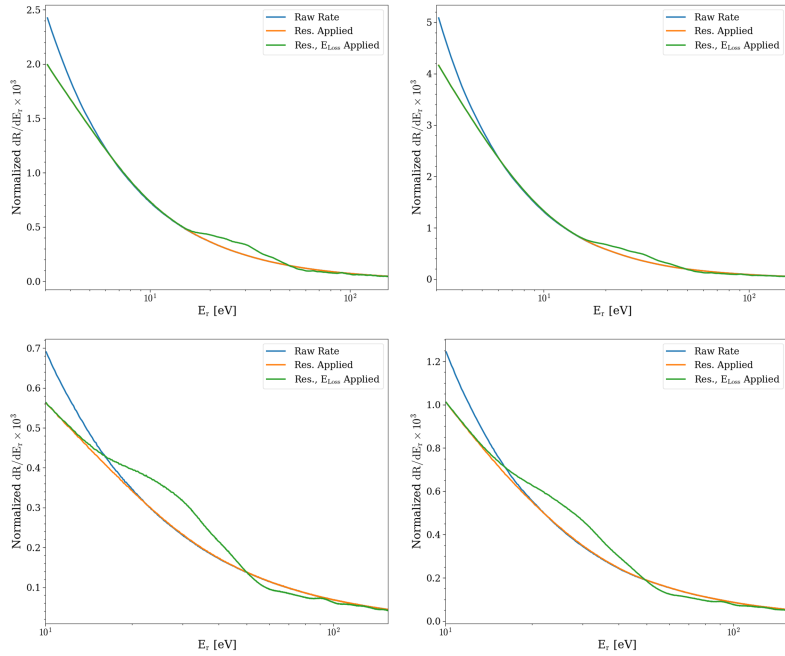 2.5
2.0
1.5
1.0
0.5
0.0
Normalized dR/dEᵣ × 10³
Raw Rate
Res. Applied
Res., E_Loss Applied
10¹
10²
Eᵣ [eV]
5
4
3
2
1
0
Normalized dR/dEᵣ × 10³
Raw Rate
Res. Applied
Res., E_Loss Applied
10¹
10²
Eᵣ [eV]
0.7
0.6
0.5
0.4
0.3
0.2
0.1
Normalized dR/dEᵣ × 10³
Raw Rate
Res. Applied
Res., E_Loss Applied
10¹
10²
Eᵣ [eV]
1.2
1.0
0.8
0.6
0.4
0.2
0.0
Normalized dR/dEᵣ × 10³
Raw Rate
Res. Applied
Res., E_Loss Applied
10¹
10²
Eᵣ [eV]